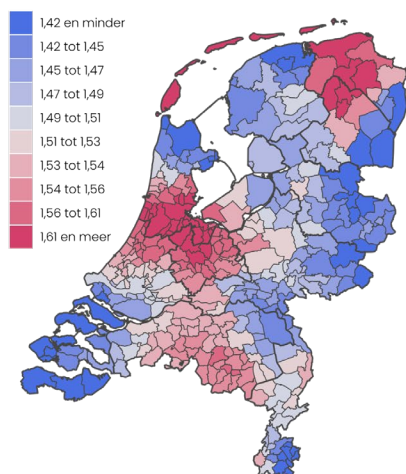 1,42 en minder
1,42 tot 1,45
1,45 tot 1,47
1,47 tot 1,49
1,49 tot 1,51
1,51 tot 1,53
1,53 tot 1,54
1,54 tot 1,56
1,56 tot 1,61
1,61 en meer